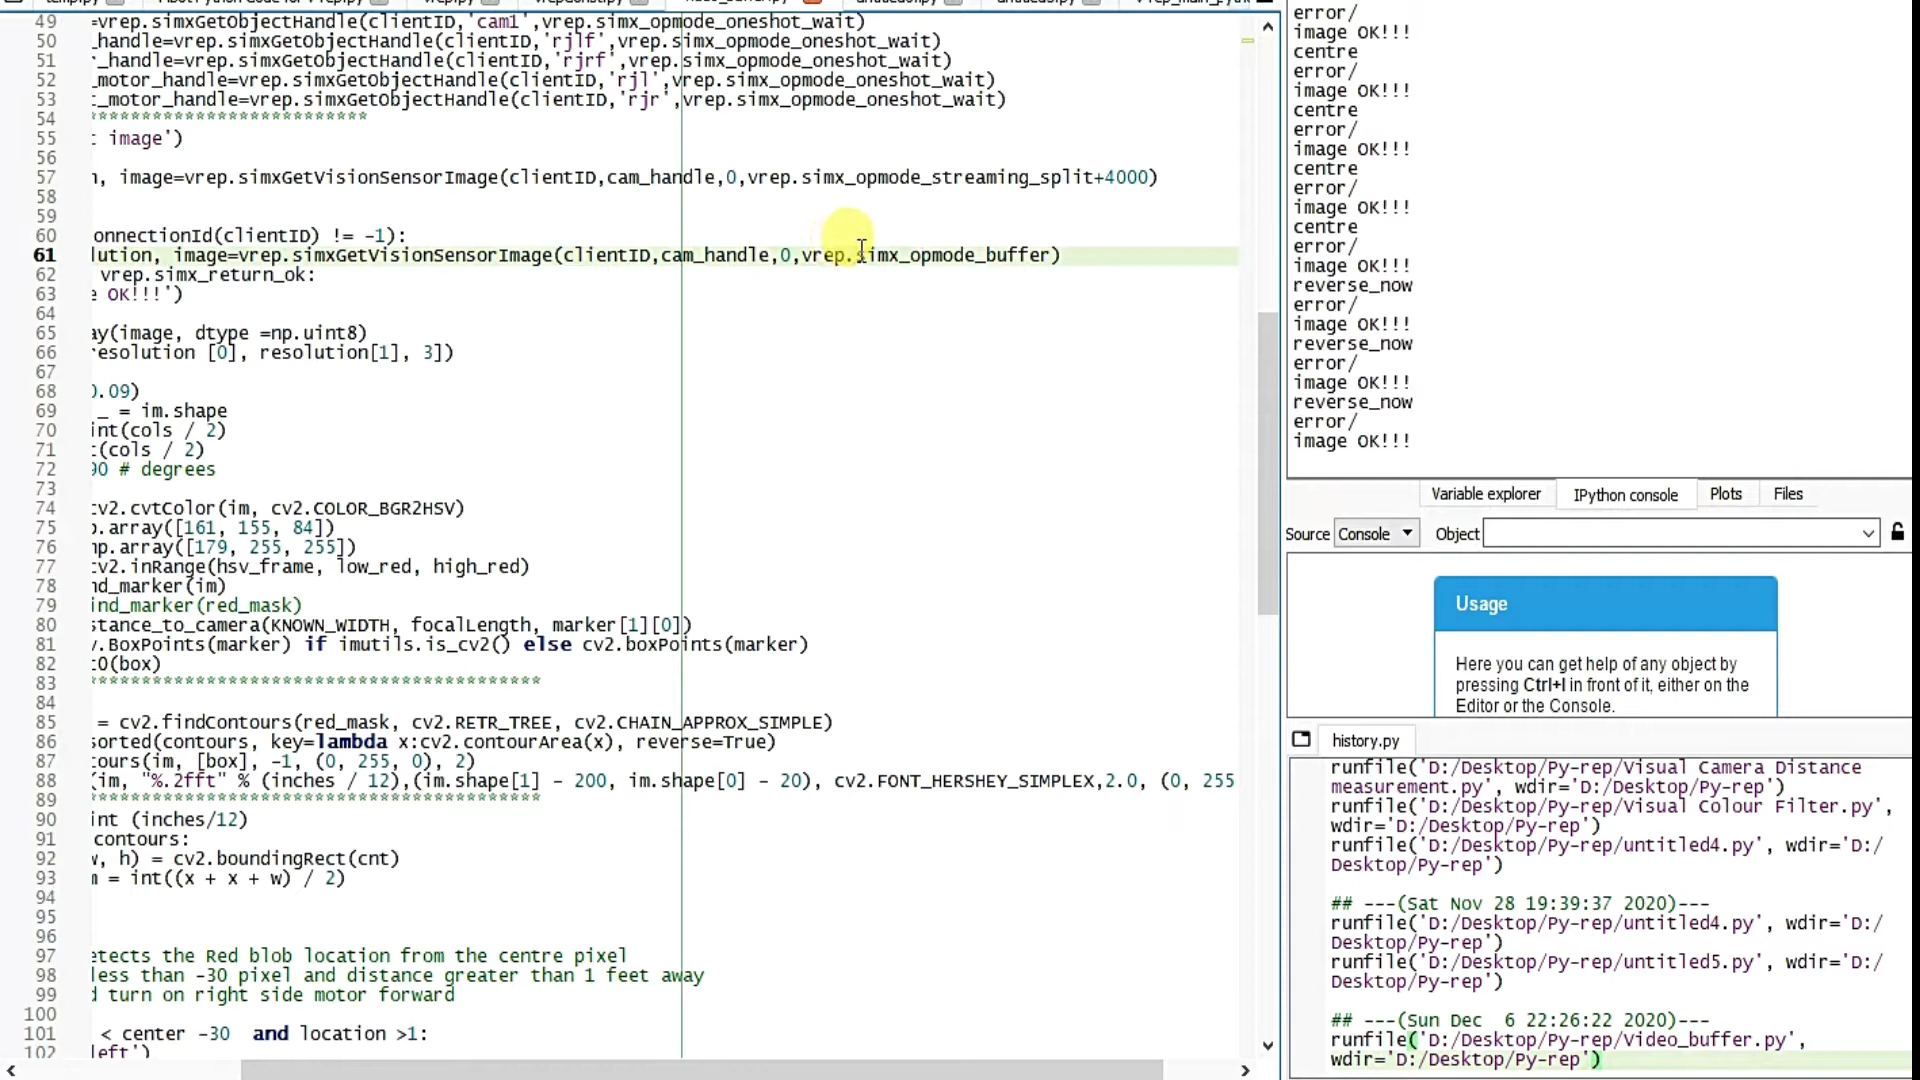 49 =vrep.simxGetObjectHandle(clientID,'cam1',vrep.simx_opmode_oneshot_wait)
50 _handle=vrep.simxGetObjectHandle(clientID,'rjlf',vrep.simx_opmode_oneshot_wait)
51 r_handle=vrep.simxGetObjectHandle(clientID,'rjrf',vrep.simx_opmode_oneshot_wait)
52 _motor_handle=vrep.simxGetObjectHandle(clientID,'rjl',vrep.simx_opmode_oneshot_wait)
53 t_motor_handle=vrep.simxGetObjectHandle(clientID,'rjr',vrep.simx_opmode_oneshot_wait)
54 **************************
55 t image')
56
57 n, image=vrep.simxGetVisionSensorImage(clientID,cam_handle,0,vrep.simx_opmode_streaming_split+4000)
58
59
60 onnectionId(clientID) != -1):
61 lution, image=vrep.simxGetVisionSensorImage(clientID,cam_handle,0,vrep.simx_opmode_buffer)
62 vrep.simx_return_ok:
63 e OK!!!')
64
65 ay(image, dtype =np.uint8)
66 resolution [0], resolution[1], 3])
67
68 0.09)
69 _ = im.shape
70 int(cols / 2)
71 t(cols / 2)
72 90 # degrees
73
74 cv2.cvtColor(im, cv2.COLOR_BGR2HSV)
75 p.array([161, 155, 84])
76 np.array([179, 255, 255])
77 cv2.inRange(hsv_frame, low_red, high_red)
78 nd_marker(im)
79 ind_marker(red_mask)
80 stance_to_camera(KNOWN_WIDTH, focalLength, marker[1][0])
81 v.BoxPoints(marker) if imutils.is_cv2() else cv2.boxPoints(marker)
82 t0(box)
83 **********************************************
84
85 = cv2.findContours(red_mask, cv2.RETR_TREE, cv2.CHAIN_APPROX_SIMPLE)
86 sorted(contours, key=lambda x:cv2.contourArea(x), reverse=True)
87 tours(im, [box], -1, (0, 255, 0), 2)
88 (im, "%.2fft" % (inches / 12),(im.shape[1] - 200, im.shape[0] - 20), cv2.FONT_HERSHEY_SIMPLEX,2.0, (0, 255
89 **********************************************
90 int (inches/12)
91 contours:
92 w, h) = cv2.boundingRect(cnt)
93 m = int((x + x + w) / 2)
94
95
96
97 etects the Red blob location from the centre pixel
98 less than -30 pixel and distance greater than 1 feet away
99 d turn on right side motor forward
100
101 < center -30  and location >1:
102 left')
error/
image OK!!!
centre
error/
image OK!!!
centre
error/
image OK!!!
centre
error/
image OK!!!
centre
error/
image OK!!!
reverse_now
error/
image OK!!!
reverse_now
error/
image OK!!!
reverse_now
error/
image OK!!!
Variable explorer IPython console Plots Files
Source Console Object
Usage
Here you can get help of any object by
pressing Ctrl+I in front of it, either on the
Editor or the Console.
history.py
runfile('D:/Desktop/Py-rep/Visual Camera Distance
measurement.py', wdir='D:/Desktop/Py-rep')
runfile('D:/Desktop/Py-rep/Visual Colour Filter.py',
wdir='D:/Desktop/Py-rep')
runfile('D:/Desktop/Py-rep/untitled4.py', wdir='D:/
Desktop/Py-rep')
## ---(Sat Nov 28 19:39:37 2020)---
runfile('D:/Desktop/Py-rep/untitled4.py', wdir='D:/
Desktop/Py-rep')
runfile('D:/Desktop/Py-rep/untitled5.py', wdir='D:/
Desktop/Py-rep')
## ---(Sun Dec  6 22:26:22 2020)---
runfile('D:/Desktop/Py-rep/Video_buffer.py',
wdir='D:/Desktop/Py-rep')